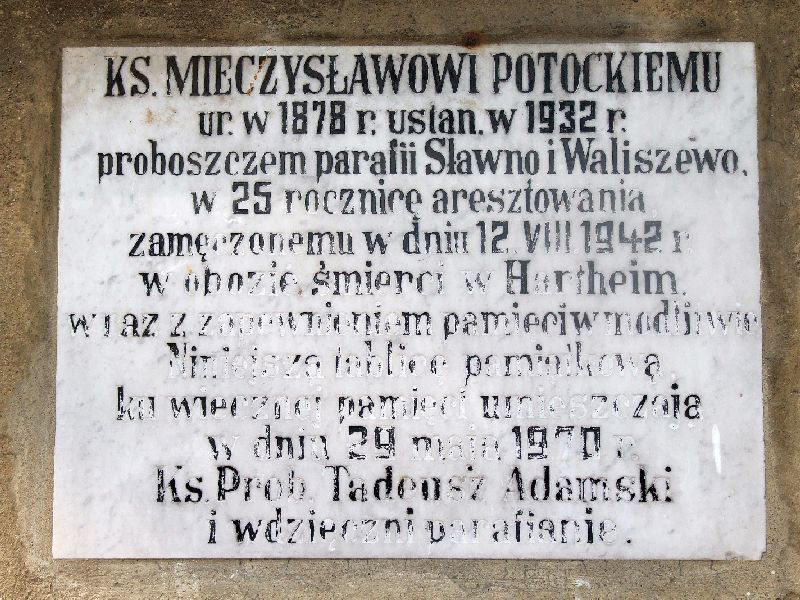 KS. MIECZYSŁAWOWI POTOCKIEMU
ur. w 1878 r. ustan. w 1932 r.
proboszczem parafii Sławno i Waliszewo.
w 25 rocznicę aresztowania
zamęczonemu w dniu 12. VIII 1942 r.
w obozie śmierci w Hartheim.
wraz z zapewnieniem pamięci w modlitwie
Niniejszą tablicę pamiątkową,
ku wiecznej pamięci umieszczają
w dniu 29 maja 1970 r.
Ks. Prob. Tadeusz Adamski
i wdzięczni parafianie.